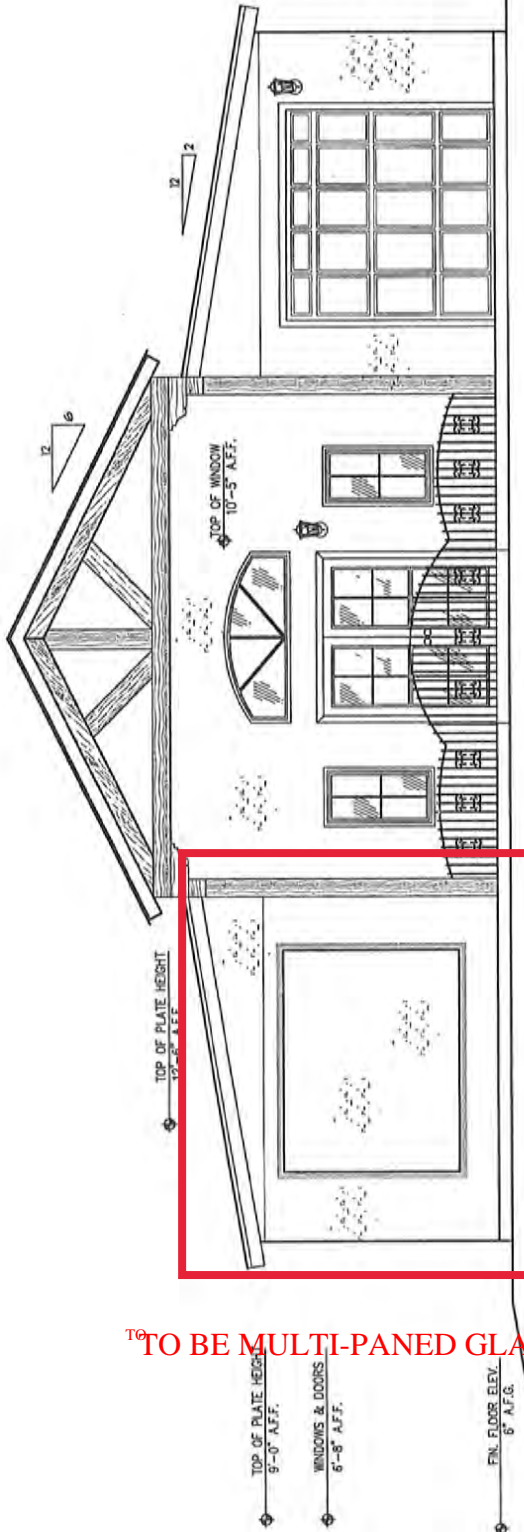 12
2
12
6
TOP OF WINDOW
10'-5" A.F.F.
TOP OF PLATE HEIGHT
12'-6" A.F.F.
TO
TO BE MULTI-PANED GLA
TOP OF PLATE HEIGHT
9'-0" A.F.F.
WINDOWS & DOORS
6'-8" A.F.F.
FIN. FLOOR ELEV.
6" A.F.G.